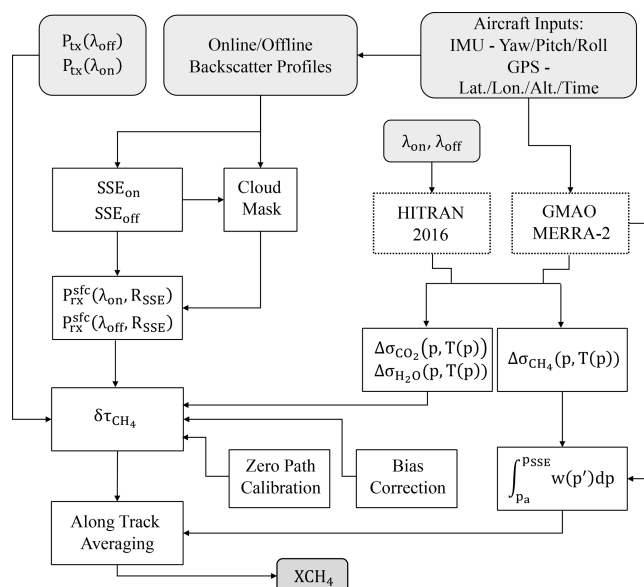 P_tx(λ_off)
P_tx(λ_on)
Online/Offline
Backscatter Profiles
Aircraft Inputs:
IMU - Yaw/Pitch/Roll
GPS -
Lat./Lon./Alt./Time
λ_on, λ_off
SSE_on
SSE_off
Cloud
Mask
HITRAN
2016
GMAO
MERRA-2
P_rx^sfc(λ_on, R_SSE)
P_rx^sfc(λ_off, R_SSE)
Δσ_CO₂(p, T(p))
Δσ_H₂O(p, T(p))
Δσ_CH₄(p, T(p))
δτ_CH₄
Zero Path
Calibration
Bias
Correction
∫_pa^pSSE w(p′)dp
Along Track
Averaging
XCH₄